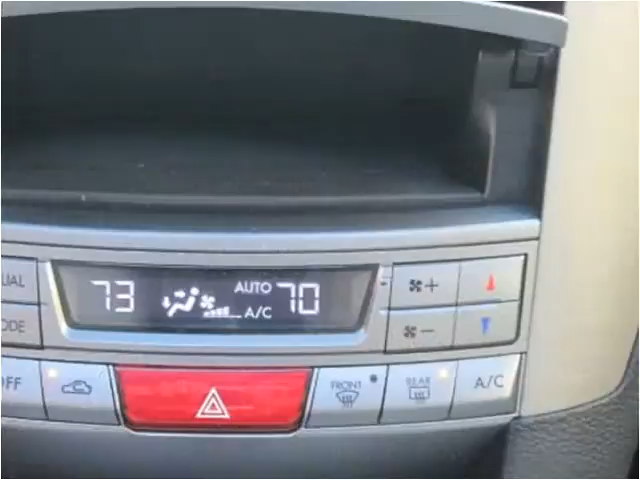 UAL 73 AUTO A/C 70 +
ODE -
OFF FRONT REAR A/C